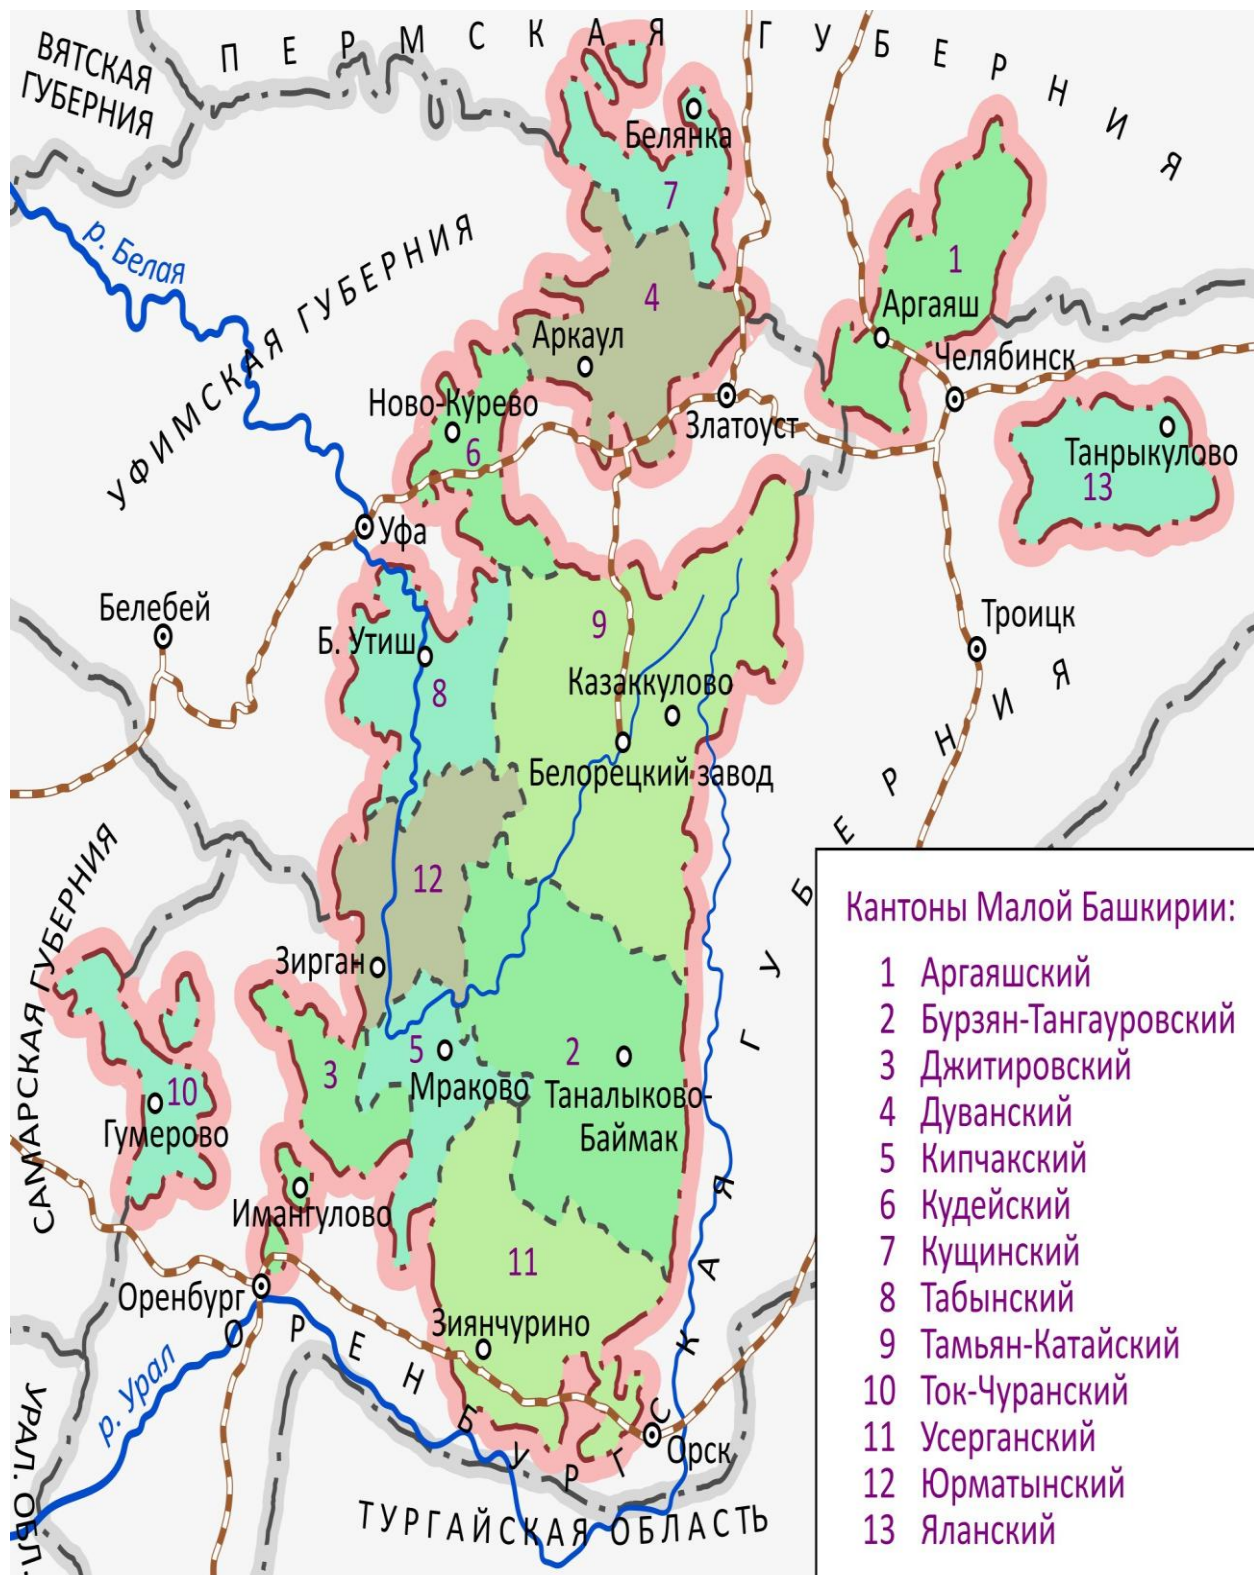 ПЕРМСКАЯ ГУБЕРНИЯ
ВЯТСКАЯ
ГУБЕРНИЯ
Белянка
7
р. Белая
УФИМСКАЯ ГУБЕРНИЯ
1
4
Аргаяш
Аркаул
Челябинск
Ново-Курево
Златоуст
6
Танрыкулово
13
Уфа
Белебей
9
Троицк
Б. Утиш
8
Казаккулово
Белорецкий завод
САМАРСКАЯ ГУБЕРНИЯ
12
Зирган
5
2
3
Мраково
10
Таналыково-
Баймак
Гумерово
Имангулово
11
Оренбург
Зиянчурино
ОРЕНБУРГСКАЯ ГУБЕРНИЯ
р. Урал
Орск
УРАЛ. ОБЛ.
ТУРГАЙСКАЯ ОБЛАСТЬ
Кантоны Малой Башкирии:
1 Аргаяшский
2 Бурзян-Тангауровский
3 Джитировский
4 Дуванский
5 Кипчакский
6 Кудейский
7 Кущинский
8 Табынский
9 Тамьян-Катайский
10 Ток-Чуранский
11 Усерганский
12 Юрматынский
13 Яланский